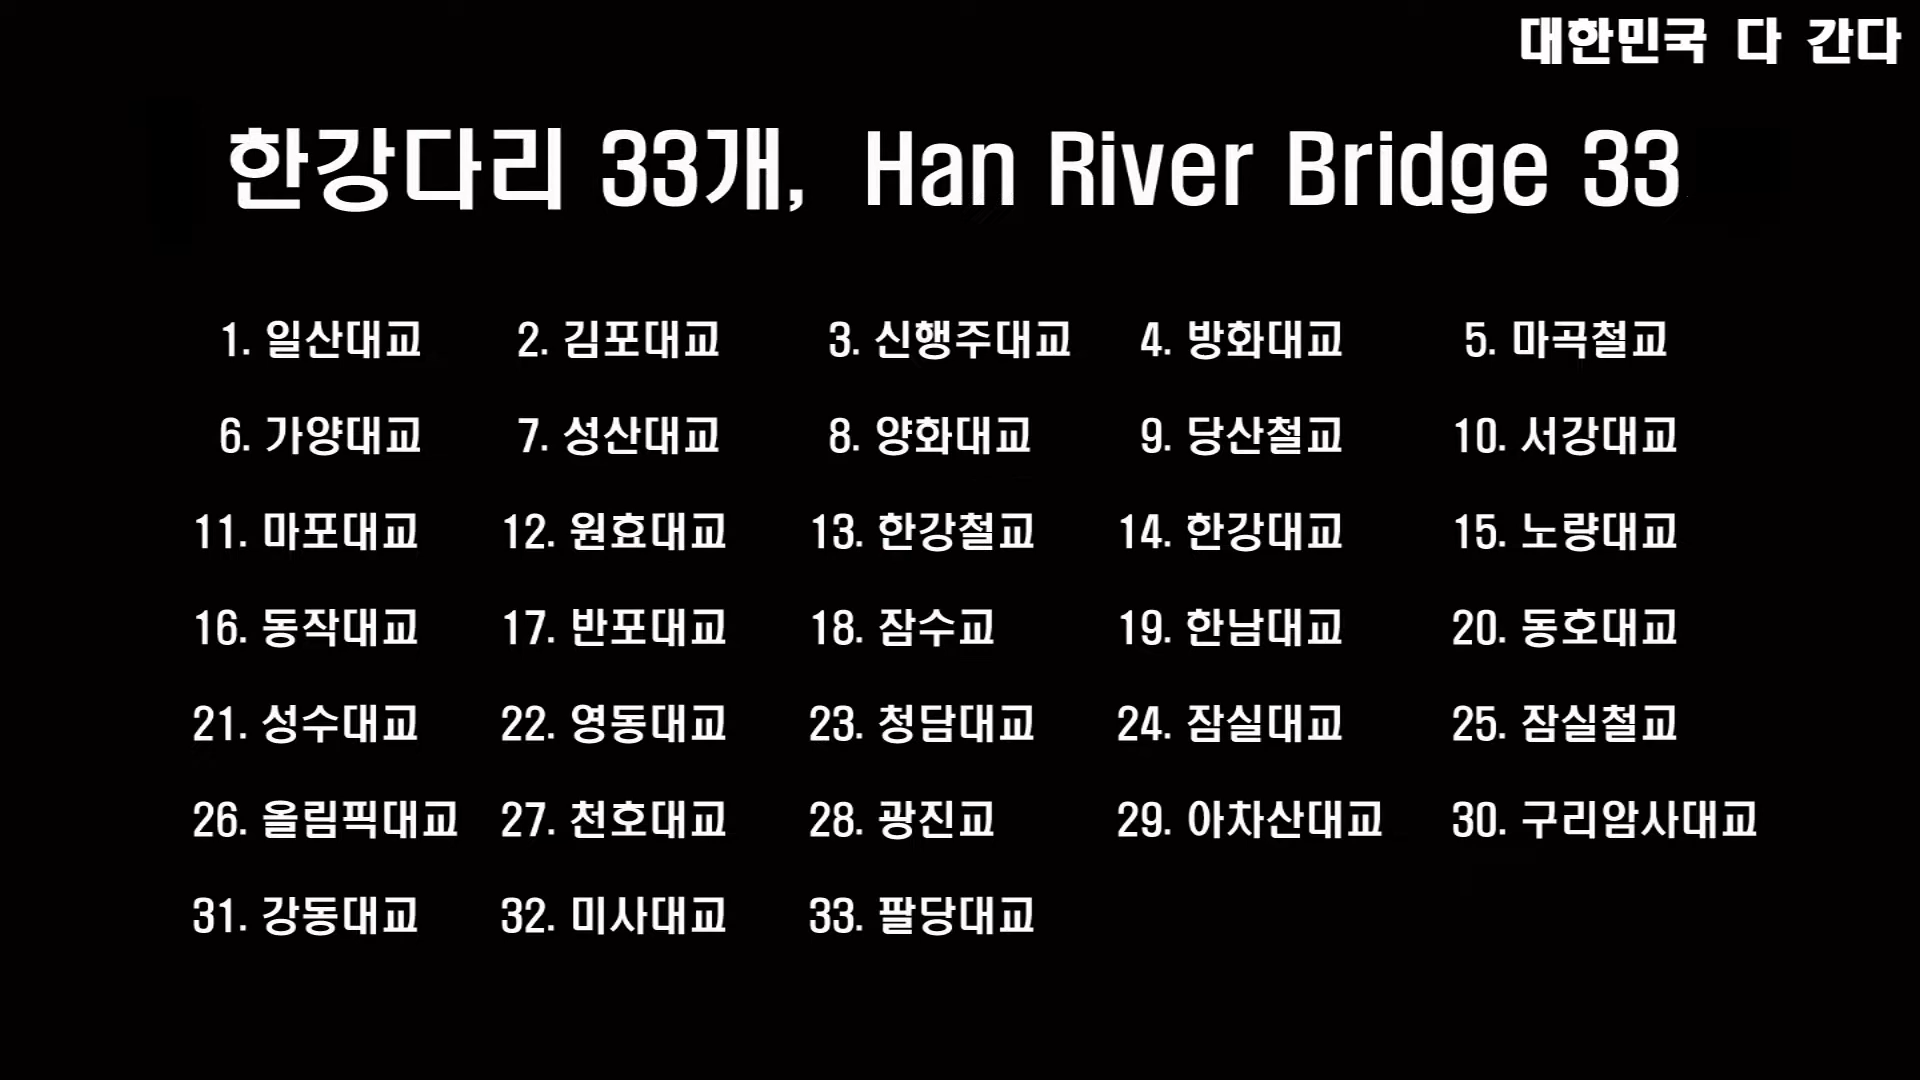 대한민국 다 간다
한강다리 33개, Han River Bridge 33
1. 일산대교 2. 김포대교 3. 신행주대교 4. 방화대교 5. 마곡철교
6. 가양대교 7. 성산대교 8. 양화대교 9. 당산철교 10. 서강대교
11. 마포대교 12. 원효대교 13. 한강철교 14. 한강대교 15. 노량대교
16. 동작대교 17. 반포대교 18. 잠수교 19. 한남대교 20. 동호대교
21. 성수대교 22. 영동대교 23. 청담대교 24. 잠실대교 25. 잠실철교
26. 올림픽대교 27. 천호대교 28. 광진교 29. 아차산대교 30. 구리암사대교
31. 강동대교 32. 미사대교 33. 팔당대교